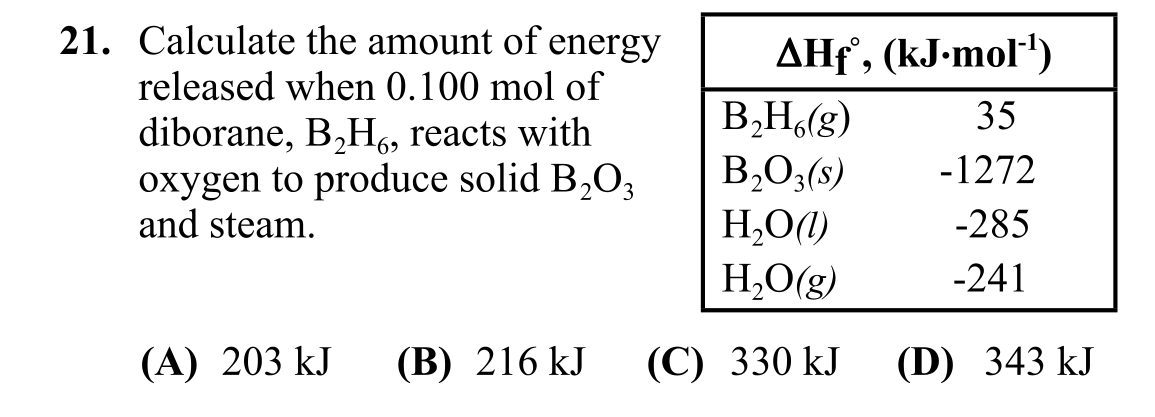 21. Calculate the amount of energy
released when 0.100 mol of
diborane, B₂H₆, reacts with
oxygen to produce solid B₂O₃
and steam.
ΔHf°, (kJ·mol⁻¹)
B₂H₆(g) 35
B₂O₃(s) -1272
H₂O(l) -285
H₂O(g) -241
(A) 203 kJ (B) 216 kJ (C) 330 kJ (D) 343 kJ